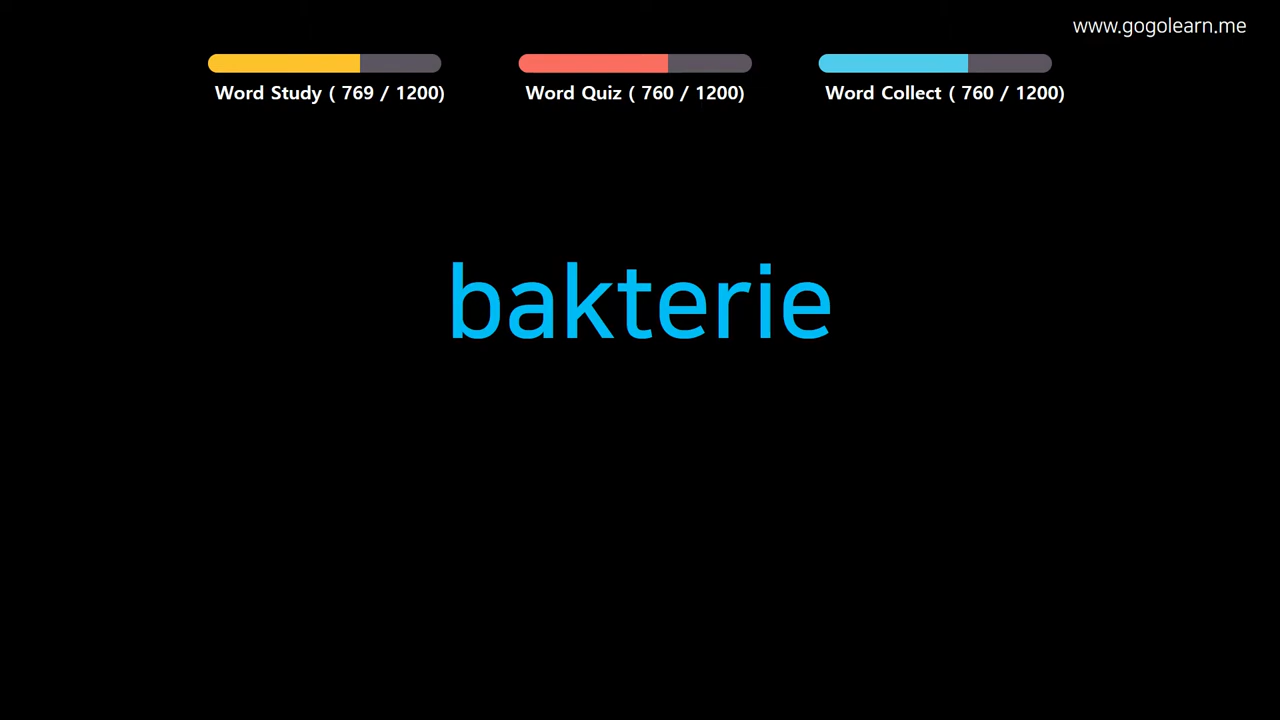 www.gogolearn.me
Word Study ( 769 / 1200)
Word Quiz ( 760 / 1200)
Word Collect ( 760 / 1200)
bakterie